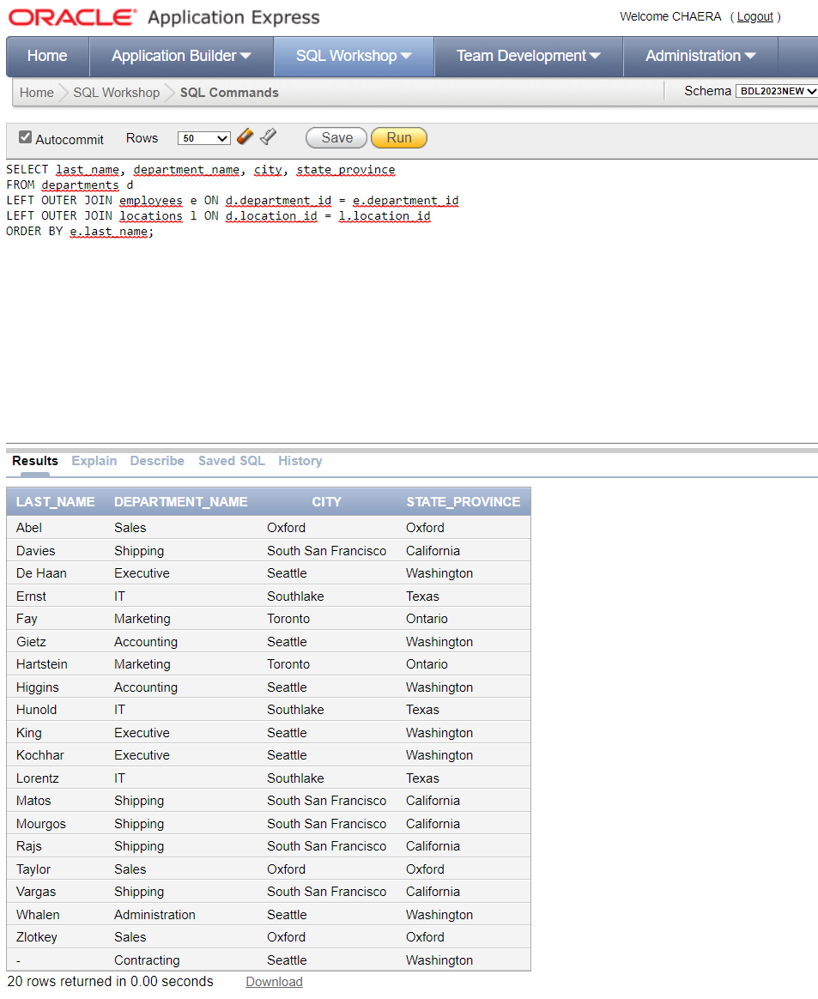 ORACLE® Application Express
Welcome CHAERA ( Logout )
Home Application Builder SQL Workshop Team Development Administration
Home SQL Workshop SQL Commands Schema BDL2023NEW
Autocommit Rows 50 Save Run
SELECT last_name, department_name, city, state_province
FROM departments d
LEFT OUTER JOIN employees e ON d.department_id = e.department_id
LEFT OUTER JOIN locations l ON d.location_id = l.location_id
ORDER BY e.last_name;
Results Explain Describe Saved SQL History
LAST_NAME DEPARTMENT_NAME CITY STATE_PROVINCE
Abel Sales Oxford Oxford
Davies Shipping South San Francisco California
De Haan Executive Seattle Washington
Ernst IT Southlake Texas
Fay Marketing Toronto Ontario
Gietz Accounting Seattle Washington
Hartstein Marketing Toronto Ontario
Higgins Accounting Seattle Washington
Hunold IT Southlake Texas
King Executive Seattle Washington
Kochhar Executive Seattle Washington
Lorentz IT Southlake Texas
Matos Shipping South San Francisco California
Mourgos Shipping South San Francisco California
Rajs Shipping South San Francisco California
Taylor Sales Oxford Oxford
Vargas Shipping South San Francisco California
Whalen Administration Seattle Washington
Zlotkey Sales Oxford Oxford
- Contracting Seattle Washington
20 rows returned in 0.00 seconds Download